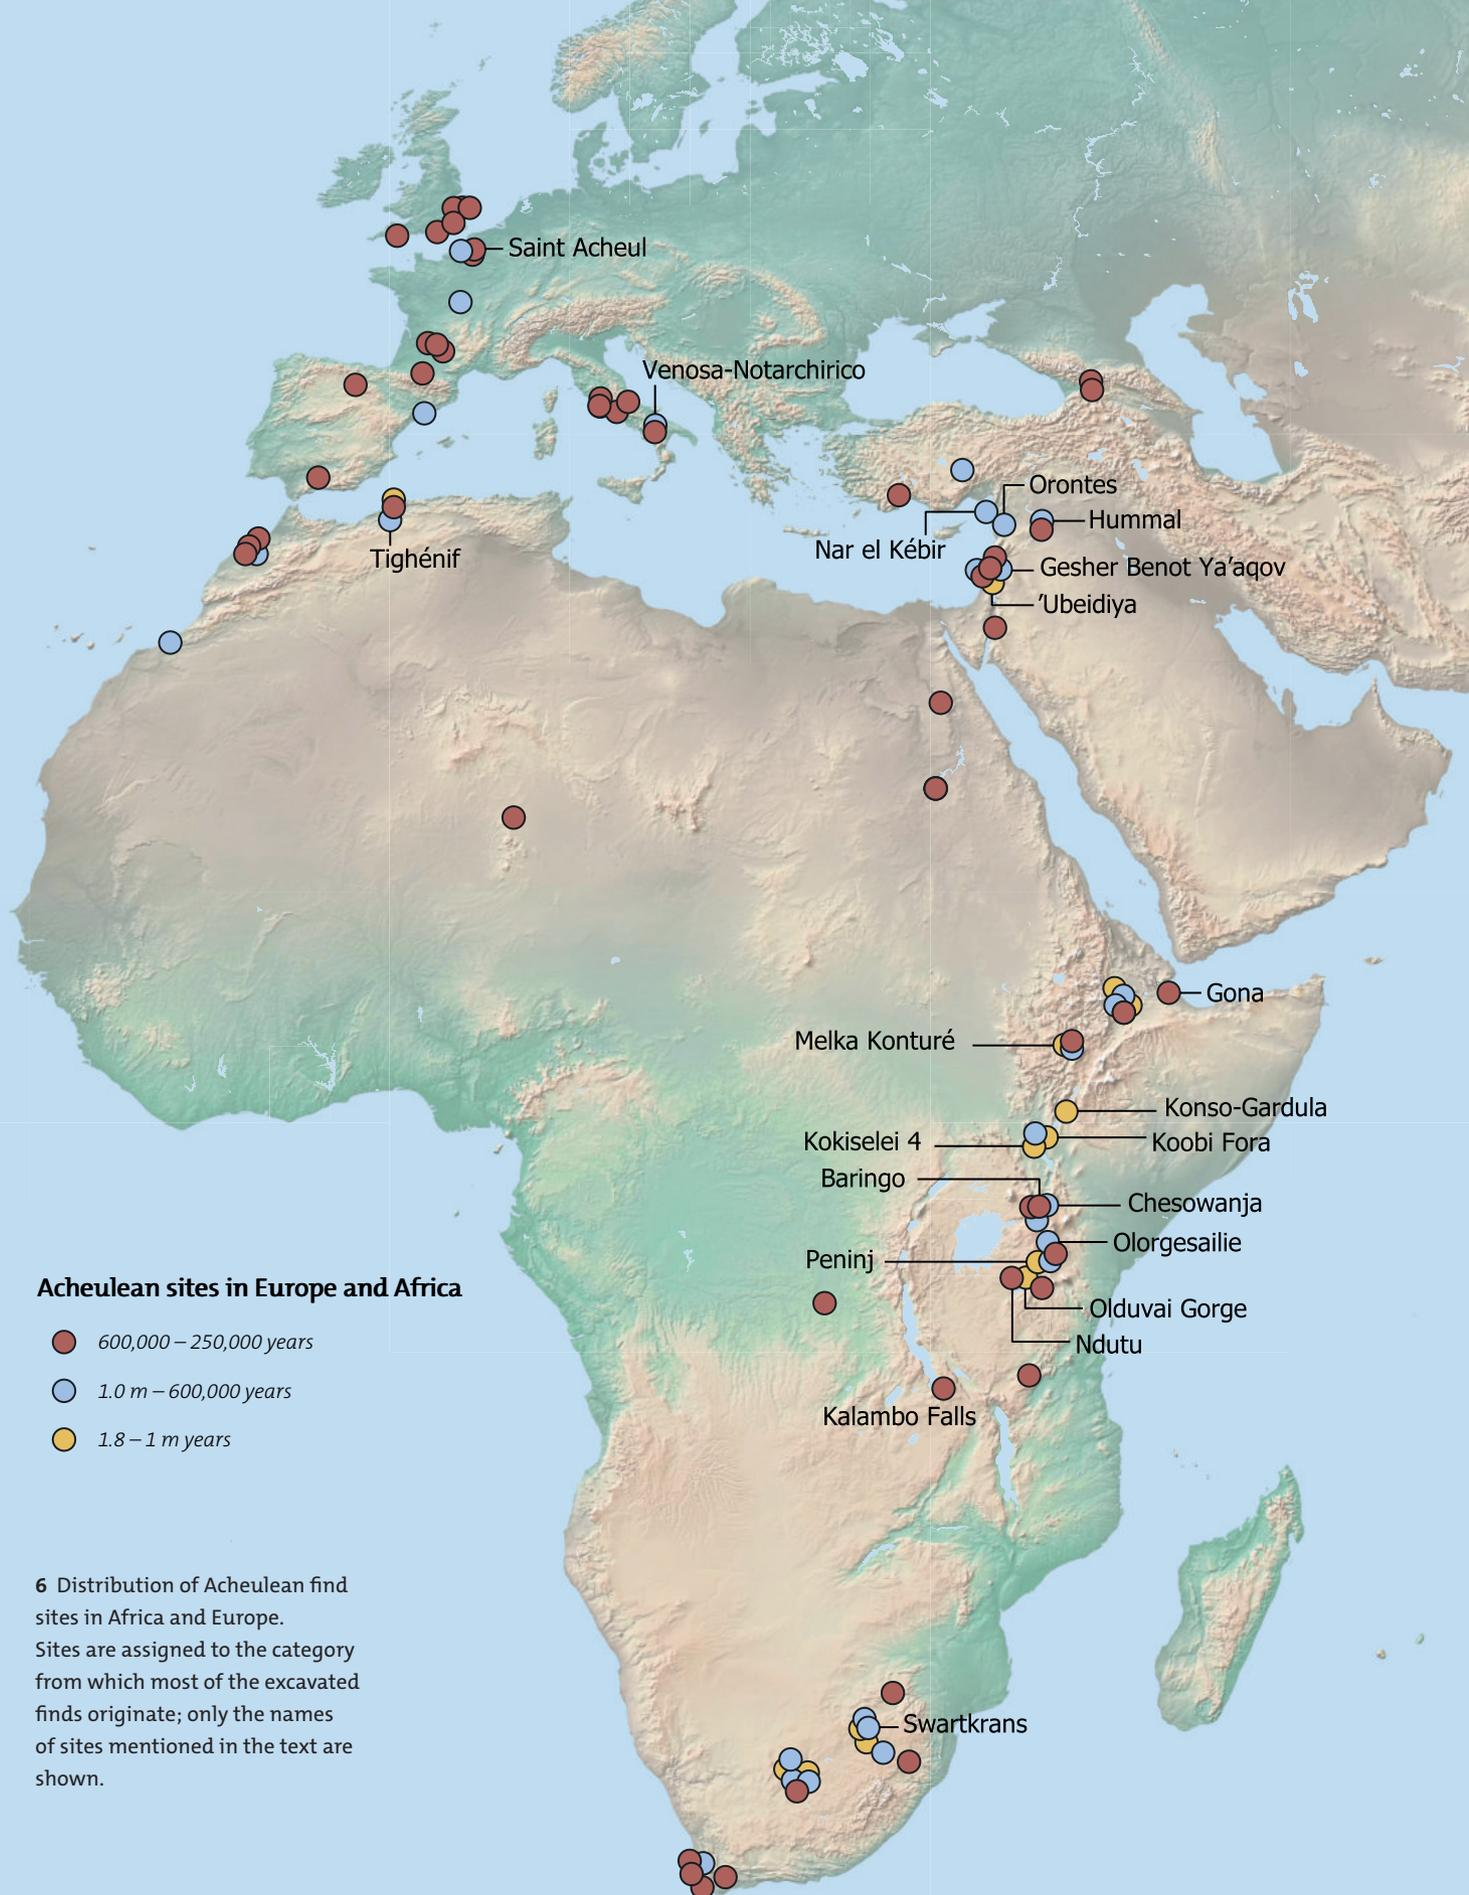 Saint Acheul
Venosa-Notarchirico
Orontes
Hummal
Nar el Kébir
Tighénif
Gesher Benot Ya’aqov
’Ubeidiya
Gona
Melka Konturé
Konso-Gardula
Kokiselei 4
Koobi Fora
Baringo
Chesowanja
Olorgesailie
Peninj
Olduvai Gorge
Ndutu
Kalambo Falls
Swartkrans
Acheulean sites in Europe and Africa
600,000 – 250,000 years
1.0 m – 600,000 years
1.8 – 1 m years
6 Distribution of Acheulean find
sites in Africa and Europe.
Sites are assigned to the category
from which most of the excavated
finds originate; only the names
of sites mentioned in the text are
shown.